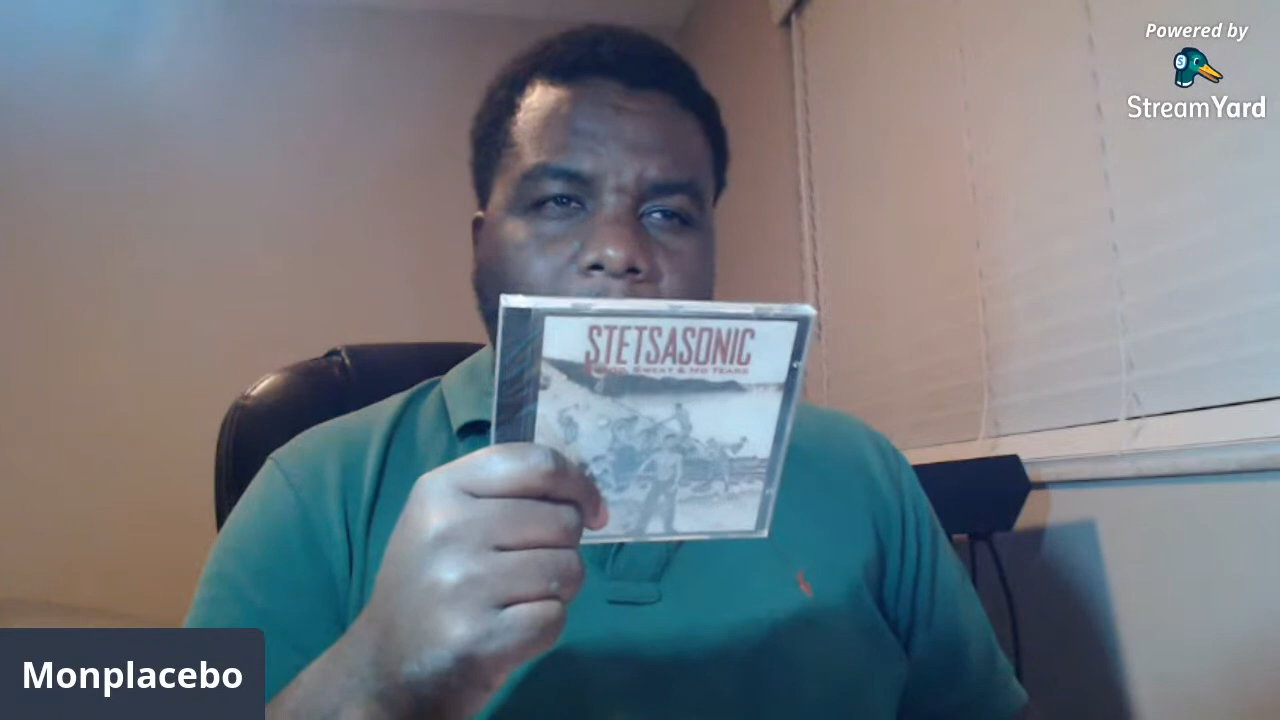 Powered by
StreamYard
STETSASONIC
Blood, Sweat & No Tears
Monplacebo